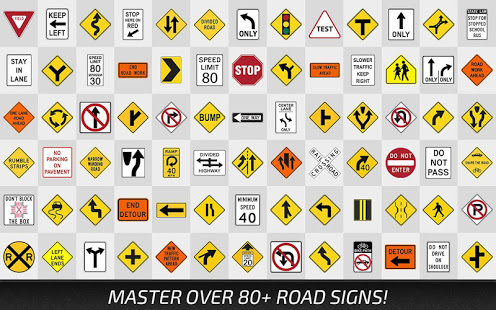 YIELD
KEEP
LEFT
STOP
HERE ON
RED
DIVIDED
ROAD
ONLY
TEST
ONLY
STATE LAW
STOP FOR
STOPPED
SCHOOL
BUS
STAY
IN
LANE
SPEED
LIMIT
80
MINIMUM
30
END
ROAD WORK
SPEED
LIMIT
80
STOP
SLOW TRAFFIC
AHEAD
SLOWER
TRAFFIC
KEEP
RIGHT
ONLY
ONLY
ROAD WORK
AHEAD
ONE LANE
ROAD
AHEAD
BUMP
ONE WAY
CENTER
LANE
ONLY
RUMBLE
STRIPS
NO
PARKING
ON
PAVEMENT
NARROW
WINDING
ROAD
RAMP
40
DIVIDED
HIGHWAY
RAILROAD
CROSSING
DO NOT
ENTER
DO
NOT
PASS
SHARE THE ROAD
DON'T BLOCK
THE BOX
END
DETOUR
MINIMUM
SPEED
40
R R
LEFT
LANE
ENDS
NEW
TRAFFIC
PATTERN
AHEAD
20
BIKE PATH
DETOUR
DO NOT
DRIVE
ON
SHOULDER
MASTER OVER 80+ ROAD SIGNS!